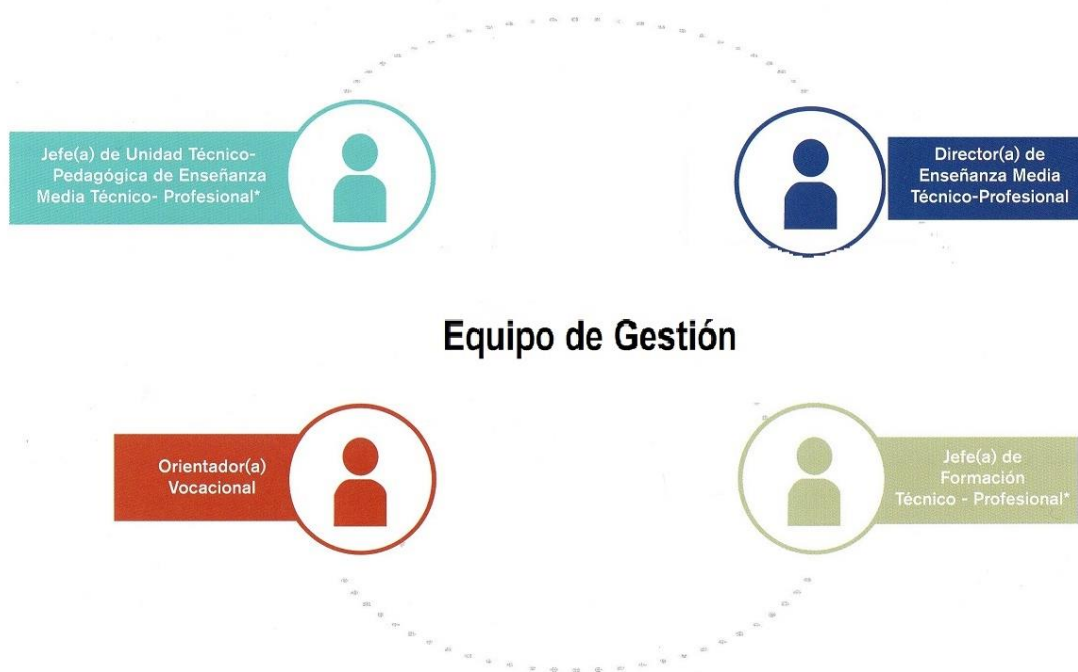 Jefe(a) de Unidad Técnico-
Pedagógica de Enseñanza
Media Técnico- Profesional*
Director(a) de
Enseñanza Media
Técnico-Profesional
Equipo de Gestión
Orientador(a)
Vocacional
Jefe(a) de
Formación
Técnico - Profesional*